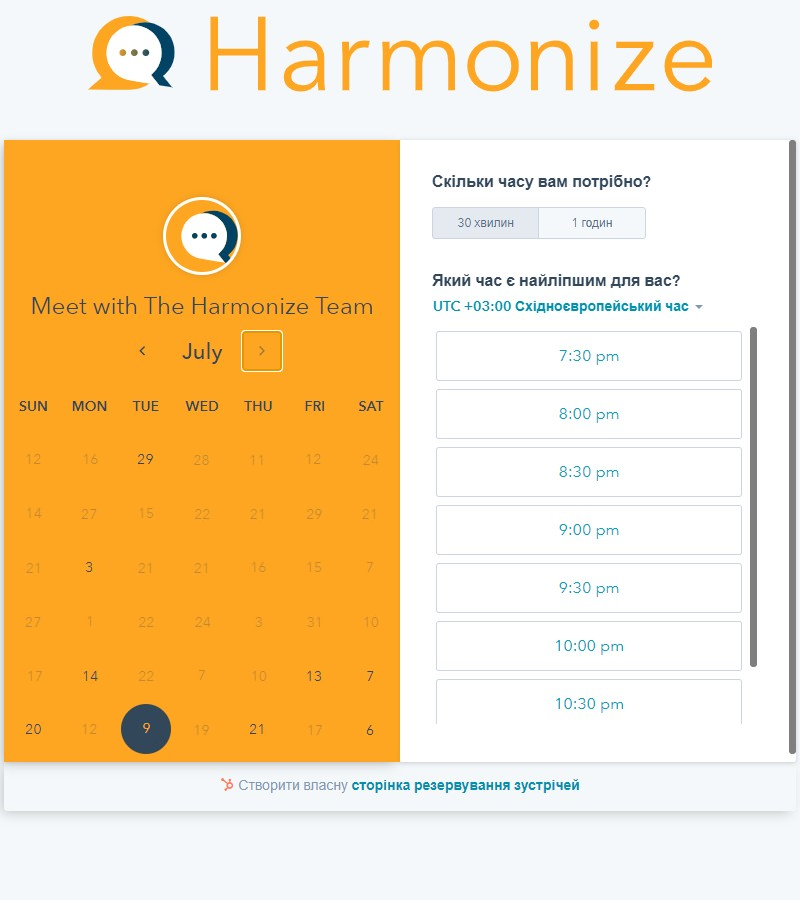 Harmonize
Meet with The Harmonize Team
July
SUN MON TUE WED THU FRI SAT
12 16 29 28 11 12 24
14 27 15 22 21 29 21
21 3 21 21 16 15 7
27 1 22 24 3 31 10
17 14 22 7 10 13 7
20 12 9 19 21 17 6
Скільки часу вам потрібно?
30 хвилин 1 годин
Який час є найліпшим для вас?
UTC +03:00 Східноєвропейський час
7:30 pm
8:00 pm
8:30 pm
9:00 pm
9:30 pm
10:00 pm
10:30 pm
Створити власну сторінка резервування зустрічей